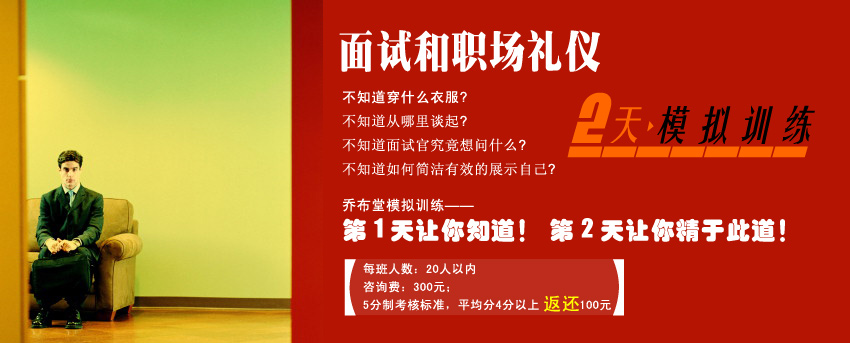 面试和职场礼仪
不知道穿什么衣服?
不知道从哪里谈起?
不知道面试官究竟想问什么?
不知道如何简洁有效的展示自己?
2天 模拟训练
乔布堂模拟训练——
第1天让你知道! 第2天让你精于此道!
每班人数: 20人以内
咨询费: 300元;
5分制考核标准, 平均分4分以上 返还100元